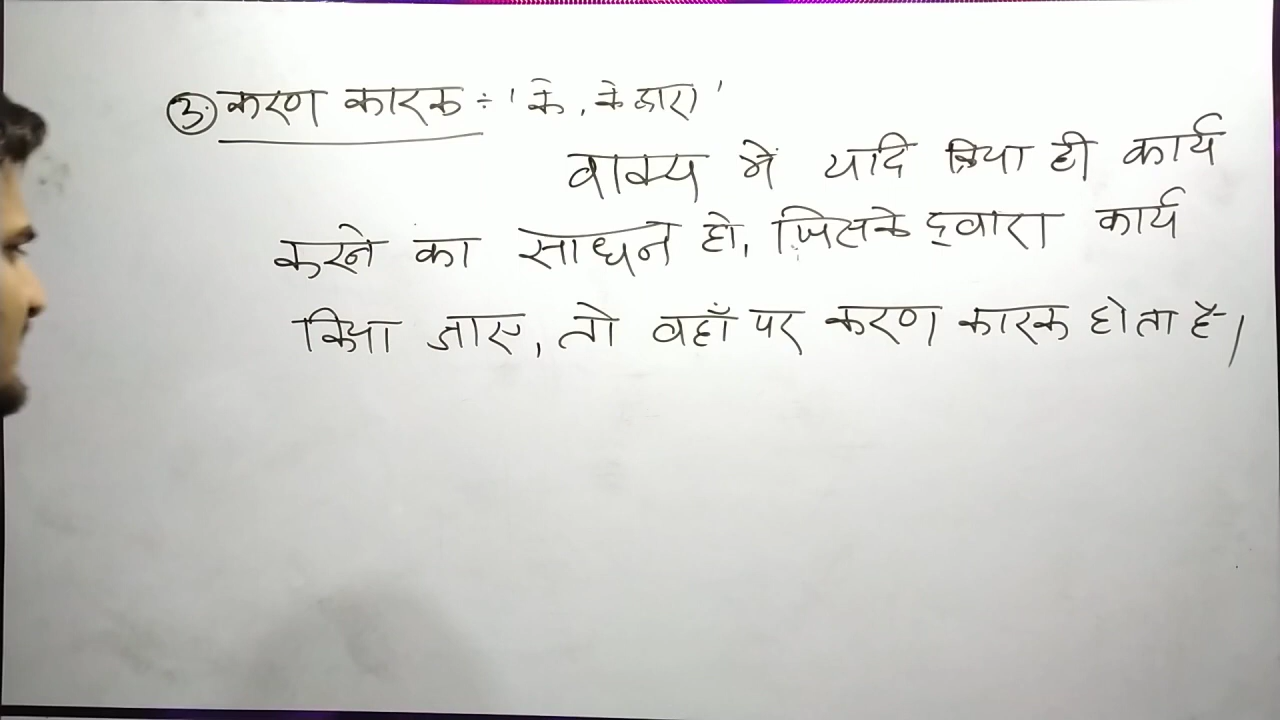 ③ करण कारक ÷ ' के, के द्वारा '
वाक्य में यदि क्रिया ही कार्य
करने का साधन हो, जिसके द्वारा कार्य
किया जाए, तो वहाँ पर करण कारक होता है।